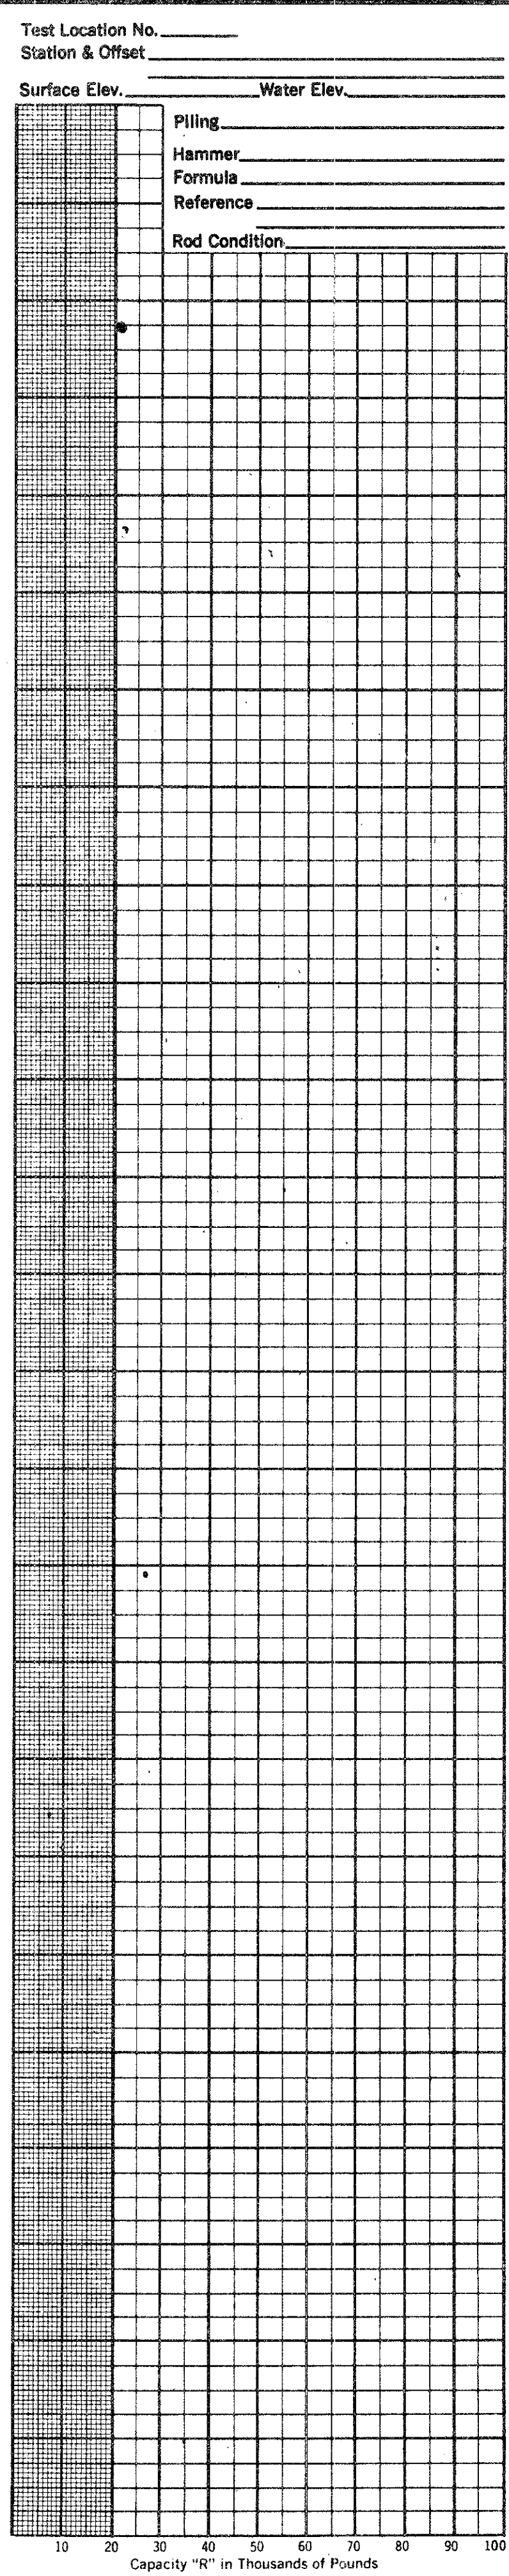 Test Location No.
Station & Offset
Surface Elev. Water Elev.
Piling
Hammer
Formula
Reference
Rod Condition
10 20 30 40 50 60 70 80 90 100
Capacity "R" in Thousands of Pounds